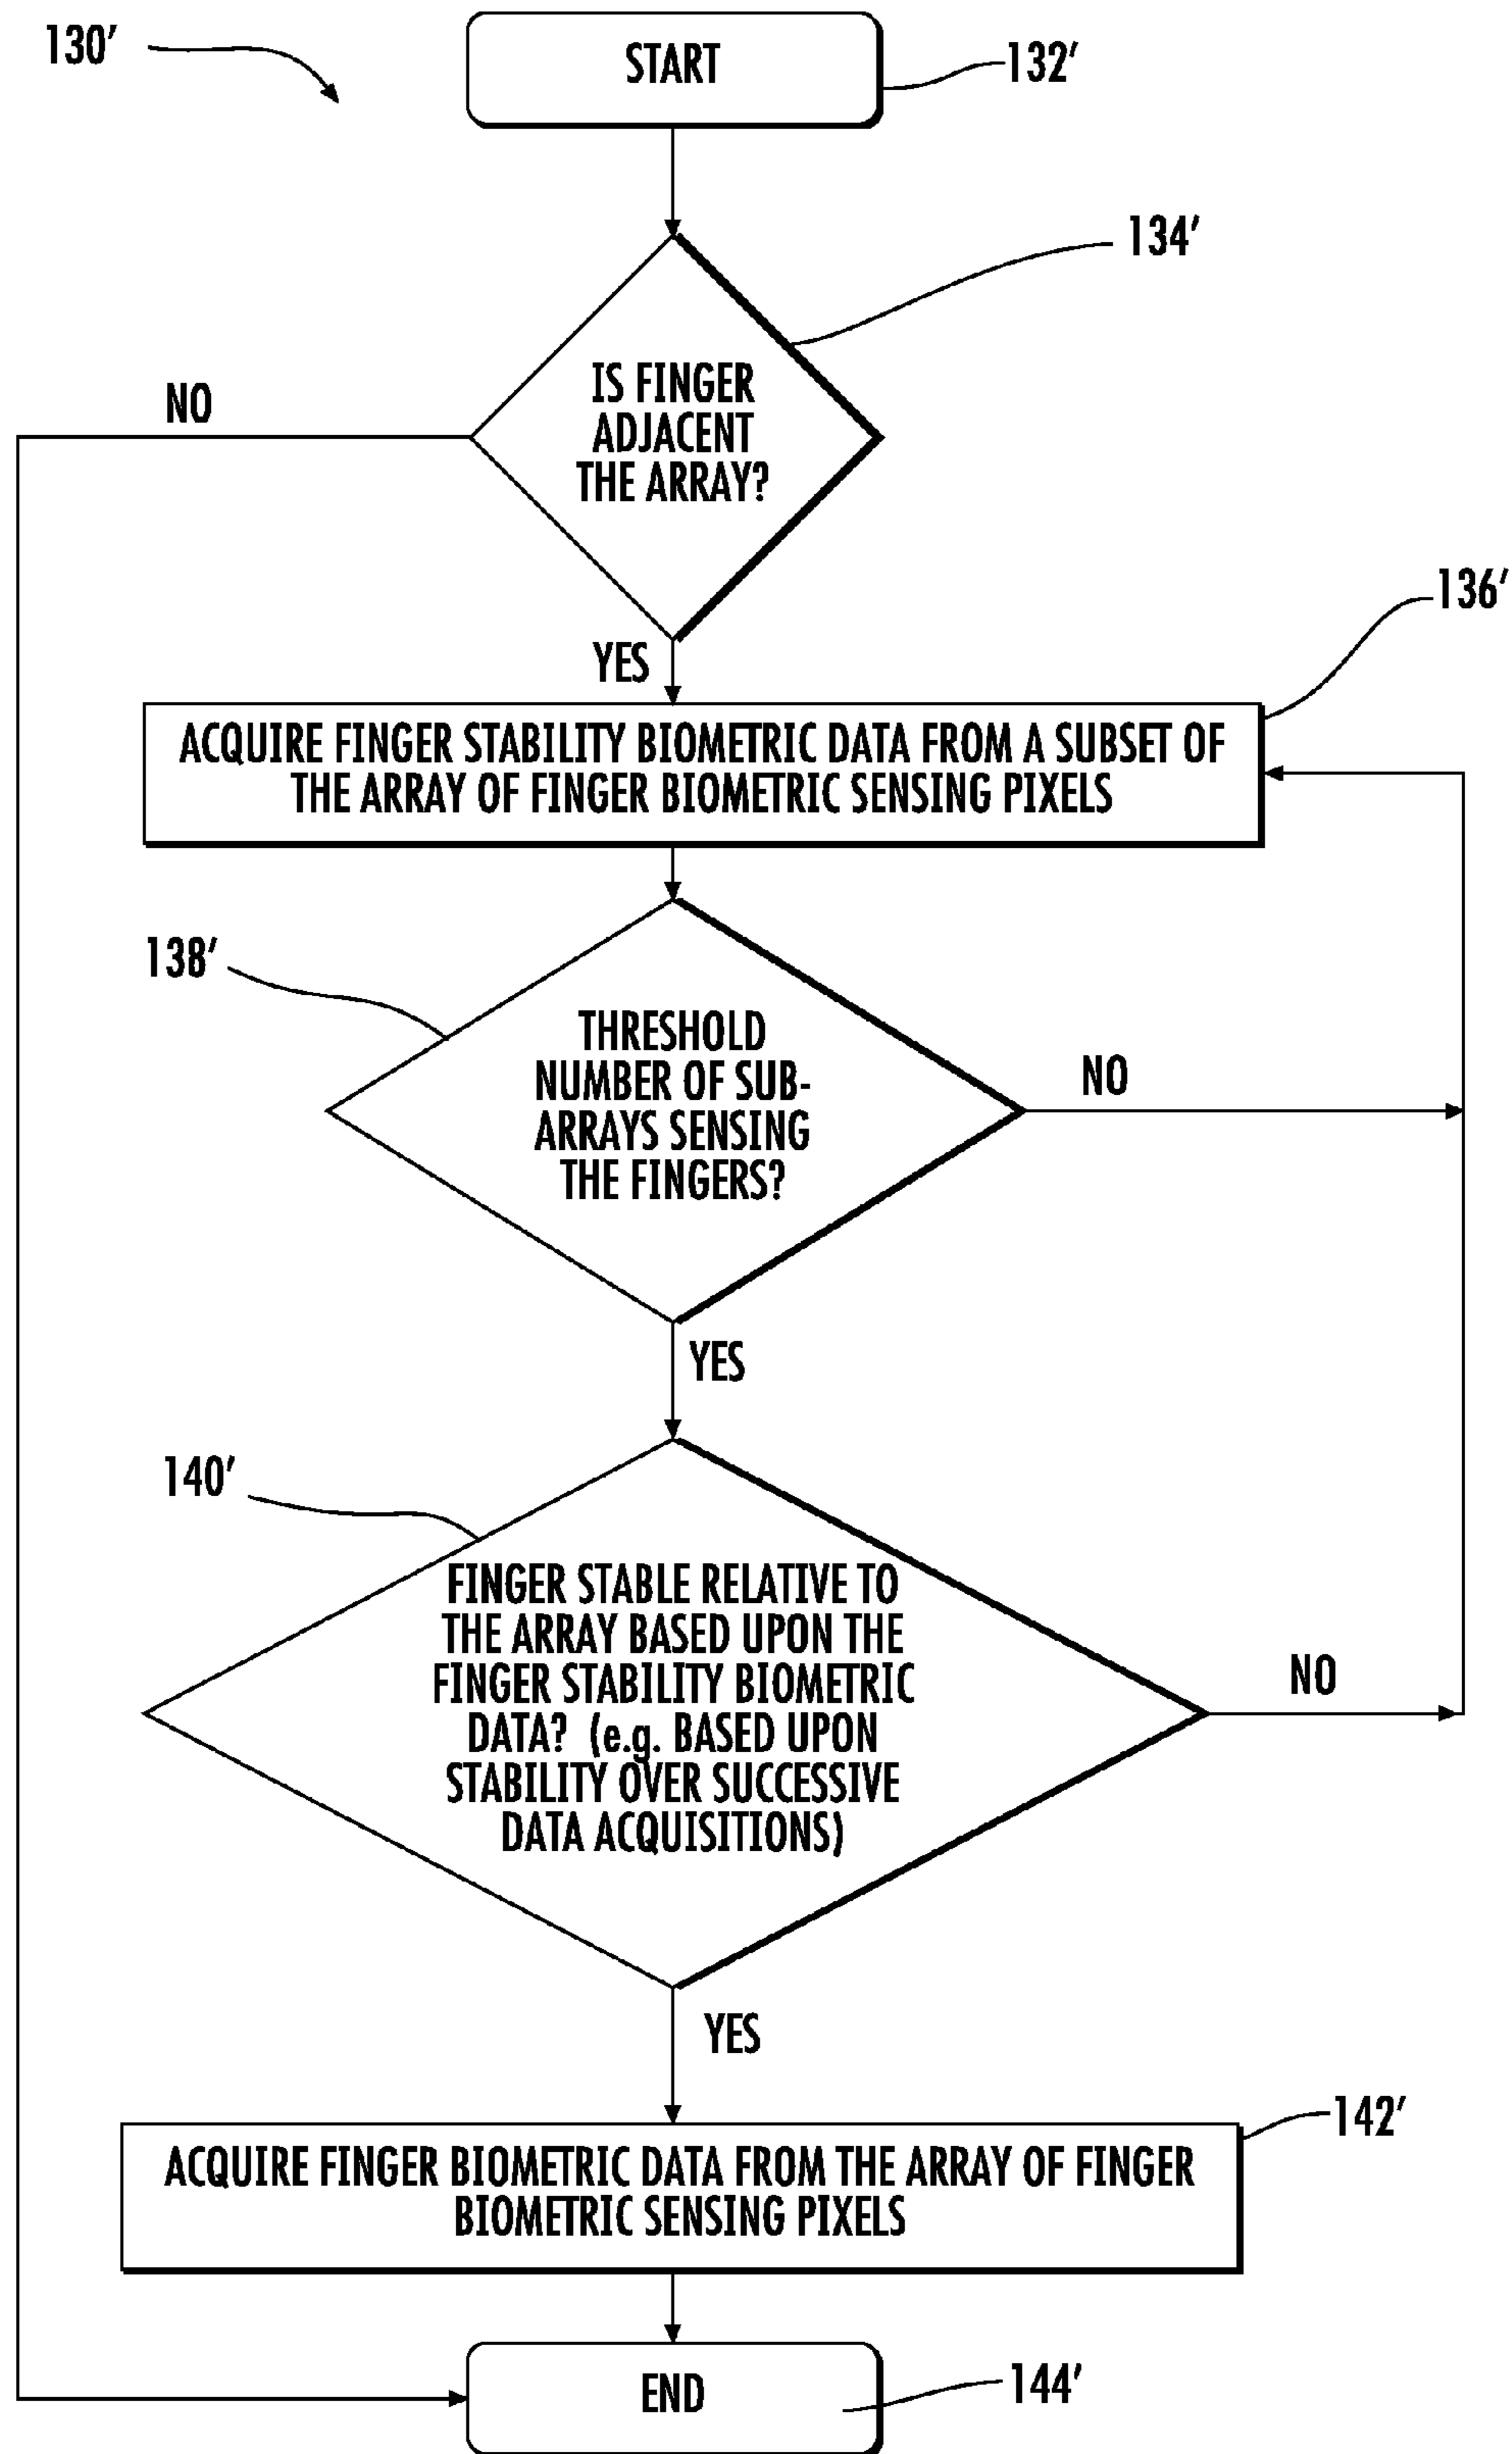 130′
START
132′
134′
IS FINGER
ADJACENT
THE ARRAY?
NO
YES
136′
ACQUIRE FINGER STABILITY BIOMETRIC DATA FROM A SUBSET OF
THE ARRAY OF FINGER BIOMETRIC SENSING PIXELS
138′
THRESHOLD
NUMBER OF SUB-
ARRAYS SENSING
THE FINGERS?
NO
YES
140′
FINGER STABLE RELATIVE TO
THE ARRAY BASED UPON THE
FINGER STABILITY BIOMETRIC
DATA? (e.g. BASED UPON
STABILITY OVER SUCCESSIVE
DATA ACQUISITIONS)
NO
YES
142′
ACQUIRE FINGER BIOMETRIC DATA FROM THE ARRAY OF FINGER
BIOMETRIC SENSING PIXELS
END
144′